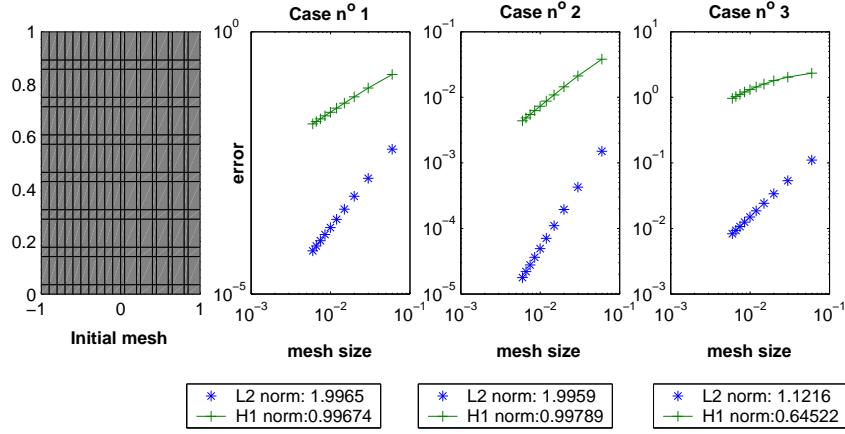 Case nº 1
Case nº 2
Case nº 3
1
0.8
0.6
0.4
0.2
0
−1
0
1
Initial mesh
10^0
10^−5
error
10^−3
10^−2
10^−1
mesh size
10^−1
10^−2
10^−3
10^−4
10^−5
10^−3
10^−2
10^−1
mesh size
10^1
10^0
10^−1
10^−2
10^−3
10^−3
10^−2
10^−1
mesh size
L2 norm: 1.9965
H1 norm:0.99674
L2 norm: 1.9959
H1 norm:0.99789
L2 norm: 1.1216
H1 norm:0.64522